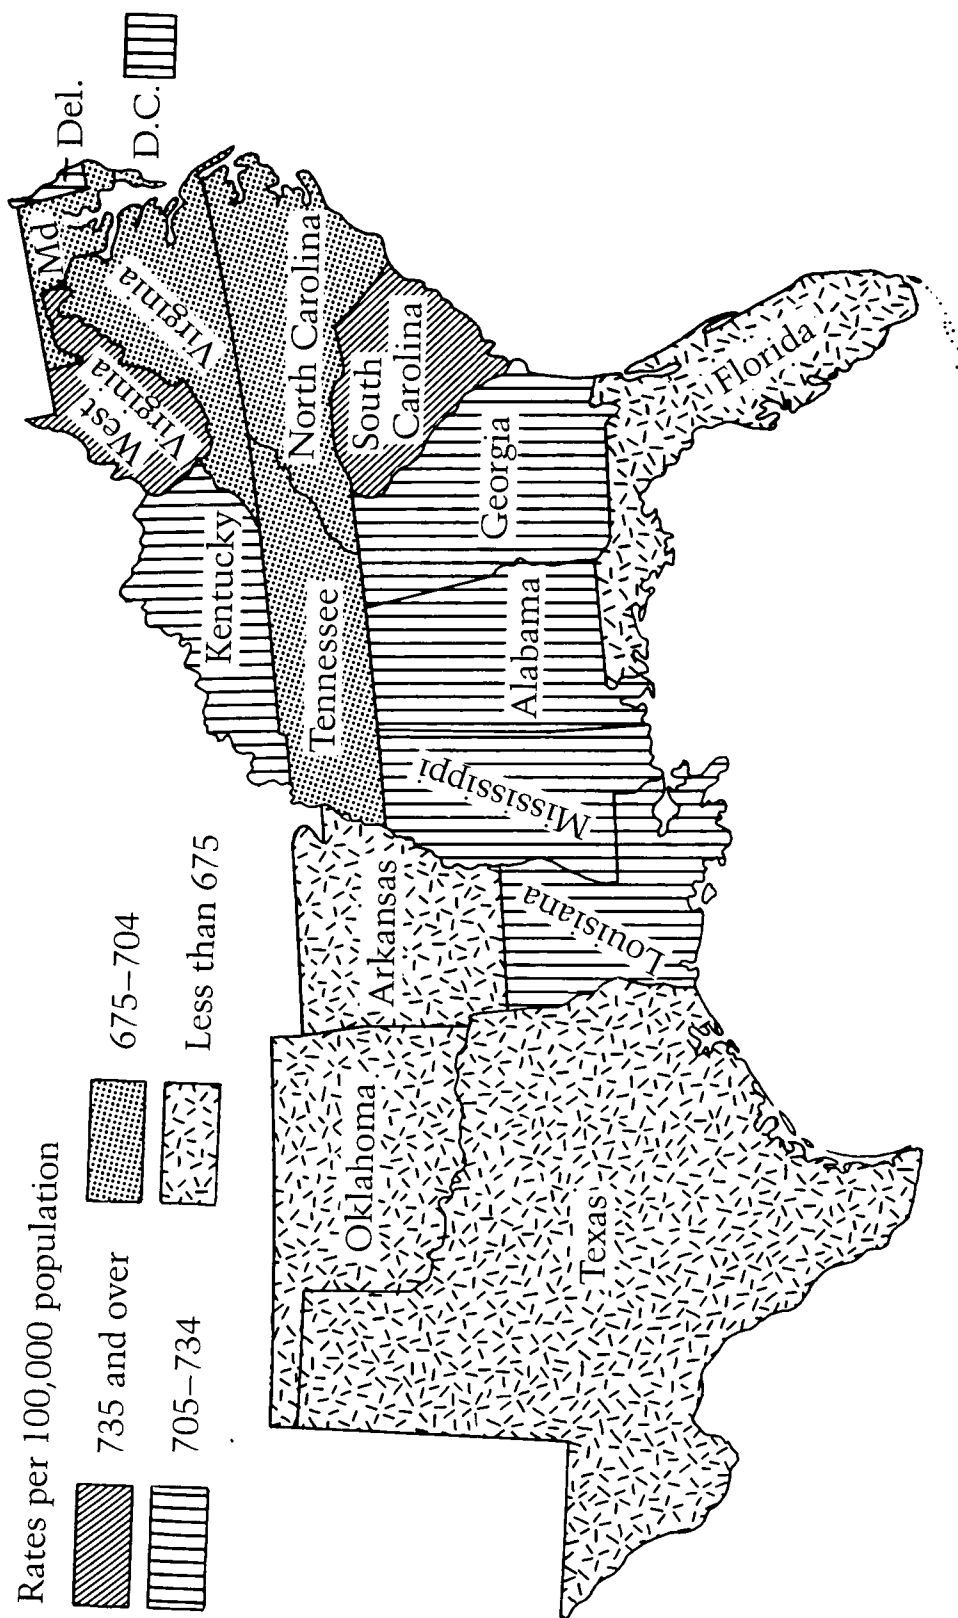 Rates per 100,000 population
735 and over
675–704
705–734
Less than 675
Md
Del.
D.C.
West
Virginia
Virginia
Kentucky
North Carolina
Tennessee
South
Carolina
Oklahoma
Arkansas
Georgia
Alabama
Mississippi
Louisiana
Texas
Florida